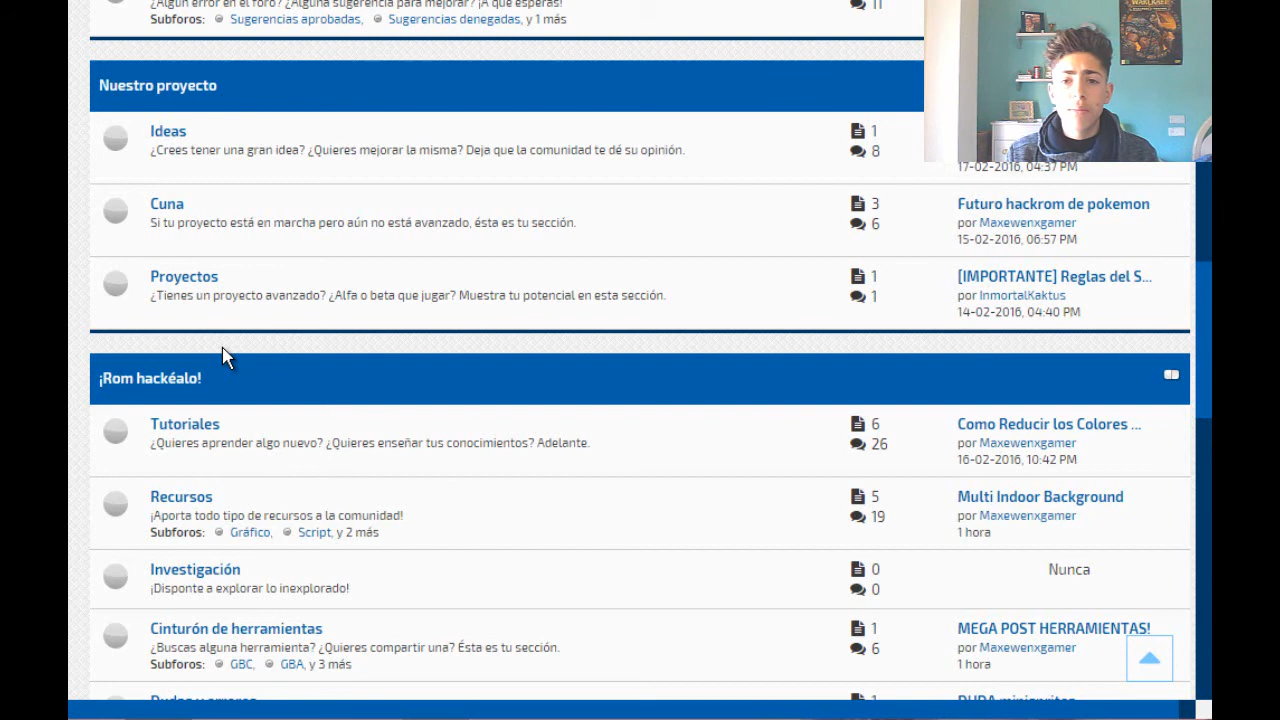 ¿Algún error en el foro? ¿Alguna sugerencia para mejorar? ¡A qué esperas!
11
Subforos: Sugerencias aprobadas, Sugerencias denegadas, y 1 más
Nuestro proyecto
Ideas
1
¿Crees tener una gran idea? ¿Quieres mejorar la misma? Deja que la comunidad te dé su opinión.
8
17-02-2016, 04:37 PM
Cuna
3
Futuro hackrom de pokemon
Si tu proyecto está en marcha pero aún no está avanzado, ésta es tu sección.
6
por Maxewenxgamer
15-02-2016, 06:57 PM
Proyectos
1
[IMPORTANTE] Reglas del S...
¿Tienes un proyecto avanzado? ¿Alfa o beta que jugar? Muestra tu potencial en esta sección.
1
por InmortalKaktus
14-02-2016, 04:40 PM
¡Rom hackéalo!
Tutoriales
6
Como Reducir los Colores ...
¿Quieres aprender algo nuevo? ¿Quieres enseñar tus conocimientos? Adelante.
26
por Maxewenxgamer
16-02-2016, 10:42 PM
Recursos
5
Multi Indoor Background
¡Aporta todo tipo de recursos a la comunidad!
19
por Maxewenxgamer
Subforos: Gráfico, Script, y 2 más
1 hora
Investigación
0
Nunca
¡Disponte a explorar lo inexplorado!
0
Cinturón de herramientas
1
MEGA POST HERRAMIENTAS!
¿Buscas alguna herramienta? ¿Quieres compartir una? Ésta es tu sección.
6
por Maxewenxgamer
Subforos: GBC, GBA, y 3 más
1 hora
Dudas y errores
1
DUDA minisprites